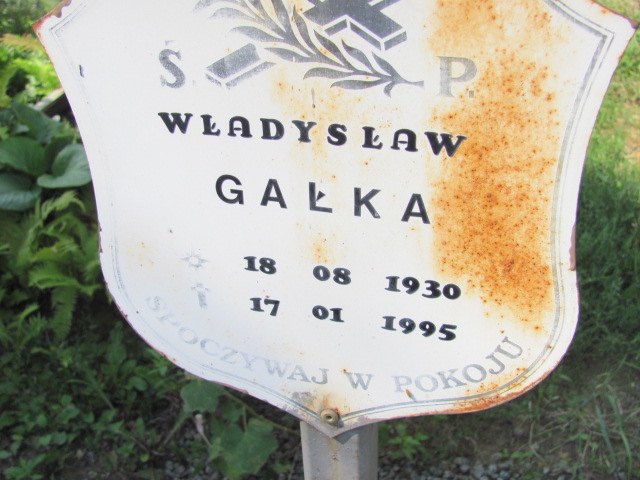 Ś. P.
WŁADYSŁAW
GAŁKA
18 08 1930
17 01 1995
SPOCZYWAJ W POKOJU